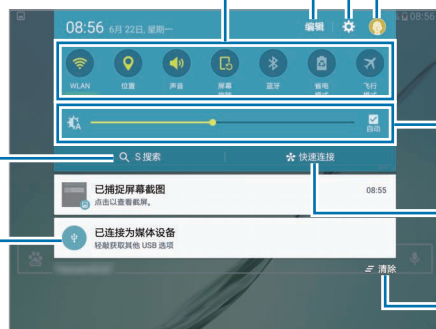 08:56
08:56 6月 22日, 星期一 编辑
WLAN 位置 声音 屏幕 蓝牙 省电 飞行
模式 模式
自动
S 搜索 快速连接
已捕捉屏幕截图 08:55
点击以查看截屏。
已连接为媒体设备
轻敲获取其他 USB 选项
清除